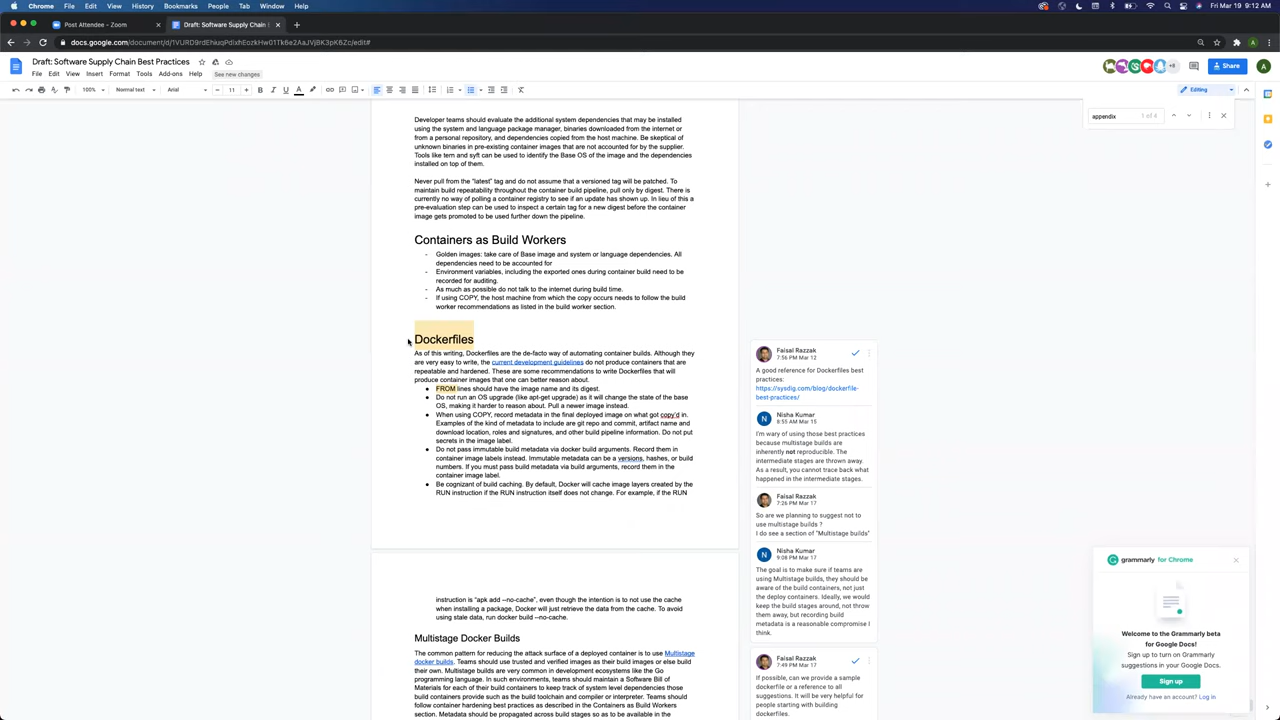 Chrome File Edit View History Bookmarks People Tab Window Help
Fri Mar 19 9:12 AM
Post Attendee - Zoom
Draft: Software Supply Chain B
docs.google.com/document/d/
Draft: Software Supply Chain Best Practices
Share
A
File Edit View Insert Format Tools Add-ons Help
See new changes
100% Normal text Arial 11
Editing
appendix 1 of 4
Developer teams should evaluate the additional system dependencies that may be installed
using the system and language package manager, binaries downloaded from the internet or
from a personal repository, and dependencies copied from the host machine. Be skeptical of
unknown binaries in pre-existing container images that are not accounted for by the supplier.
Tools like tern and syft can be used to identify the Base OS of the image and the dependencies
installed on top of them.
Never pull from the "latest" tag and do not assume that a versioned tag will be patched. To
maintain build repeatability throughout the container build pipeline, pull only by digest. There is
currently no way of polling a container registry to see if an update has shown up. In lieu of this a
pre-evaluation step can be used to inspect a certain tag for a new digest before the container
image gets promoted to be used further down the pipeline.
Containers as Build Workers
- Golden images: take care of Base image and system or language dependencies. All
dependencies need to be accounted for
- Environment variables, including the exported ones during container build need to be
recorded for auditing.
- As much as possible do not talk to the internet during build time.
- If using COPY, the host machine from which the copy occurs needs to follow the build
worker recommendations as listed in the build worker section.
Dockerfiles
As of this writing, Dockerfiles are the de-facto way of automating container builds. Although they
are very easy to write, the current development guidelines do not produce containers that are
repeatable and hardened. These are some recommendations to write Dockerfiles that will
produce container images that one can better reason about.
● FROM lines should have the image name and its digest.
● Do not run an OS upgrade (like apt-get upgrade) as it will change the state of the base
OS, making it harder to reason about. Pull a newer image instead.
● When using COPY, record metadata in the final deployed image on what got copy'd in.
Examples of the kind of metadata to include are git repo and commit, artifact name and
download location, roles and signatures, and other build pipeline information. Do not put
secrets in the image label.
● Do not pass immutable build metadata via docker build arguments. Record them in
container image labels instead. Immutable metadata can be a versions, hashes, or build
numbers. If you must pass build metadata via build arguments, record them in the
container image label.
● Be cognizant of build caching. By default, Docker will cache image layers created by the
RUN instruction if the RUN instruction itself does not change. For example, if the RUN
instruction is "apk add --no-cache", even though the intention is to not use the cache
when installing a package, Docker will just retrieve the data from the cache. To avoid
using stale data, run docker build --no-cache.
Multistage Docker Builds
The common pattern for reducing the attack surface of a deployed container is to use Multistage
docker builds. Teams should use trusted and verified images as their build images or else build
their own. Multistage builds are very common in development ecosystems like the Go
programming language. In such environments, teams should maintain a Software Bill of
Materials for each of their build containers to keep track of system level dependencies those
build containers provide such as the build toolchain and compiler or interpreter. Teams should
follow container hardening best practices as described in the Containers as Build Workers
section. Metadata should be propagated across build stages so as to be available in the
Faisal Razzak
7:56 PM Mar 12
A good reference for Dockerfiles best
practices:
https://sysdig.com/blog/dockerfile-
best-practices/
N
Nisha Kumar
8:55 AM Mar 15
I'm wary of using those best practices
because multistage builds are
inherently not reproducible. The
intermediate stages are thrown away.
As a result, you cannot trace back what
happened in the intermediate stages.
Faisal Razzak
7:26 PM Mar 17
So are we planning to suggest not to
use multistage builds ?
I do see a section of "Multistage builds"
N
Nisha Kumar
9:06 PM Mar 17
The goal is to make sure if teams are
using Multistage builds, they should be
aware of the build containers, not just
the deploy containers. Ideally, we would
keep the build stages around, not throw
them away, but recording build
metadata is a reasonable compromise I
think.
Faisal Razzak
7:49 PM Mar 17
If possible, can we provide a sample
dockerfile or a reference to all
suggestions. It will be very helpful for
people starting with building
dockerfiles.
grammarly for Chrome
Welcome to the Grammarly beta
for Google Docs!
Sign up to turn on Grammarly
suggestions in your Google Docs.
Sign up
Already have an account? Log in